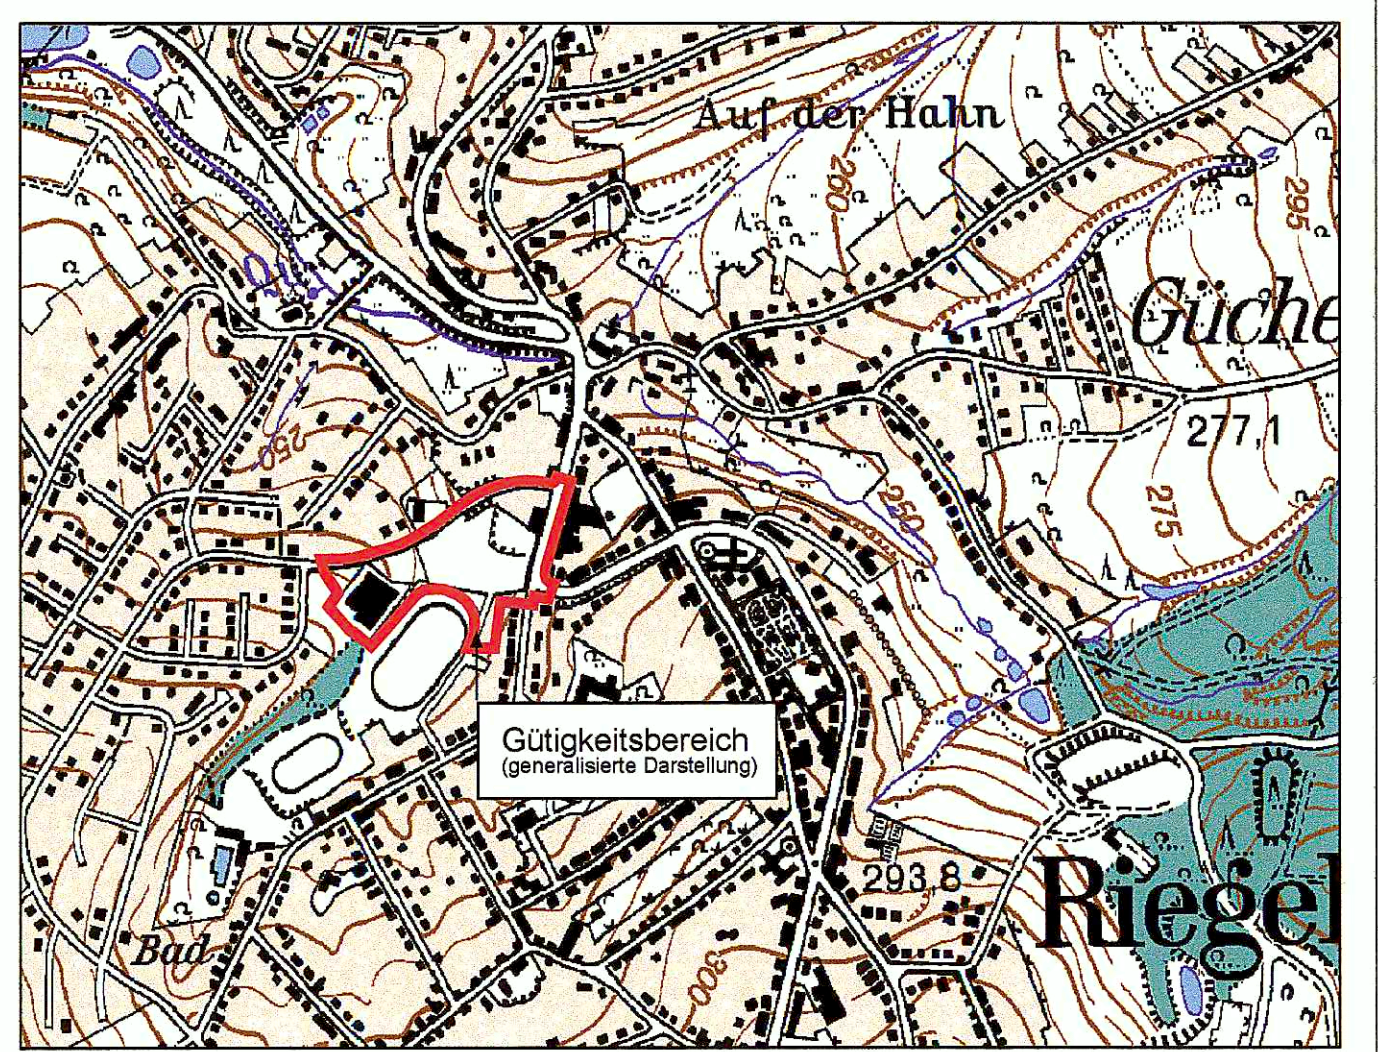 Auf der Hahn
260
295
Qu
Guche
277,1
250
250
275
Gütigkeitsbereich
(generalisierte Darstellung)
293,8
Riegel
Bad
300